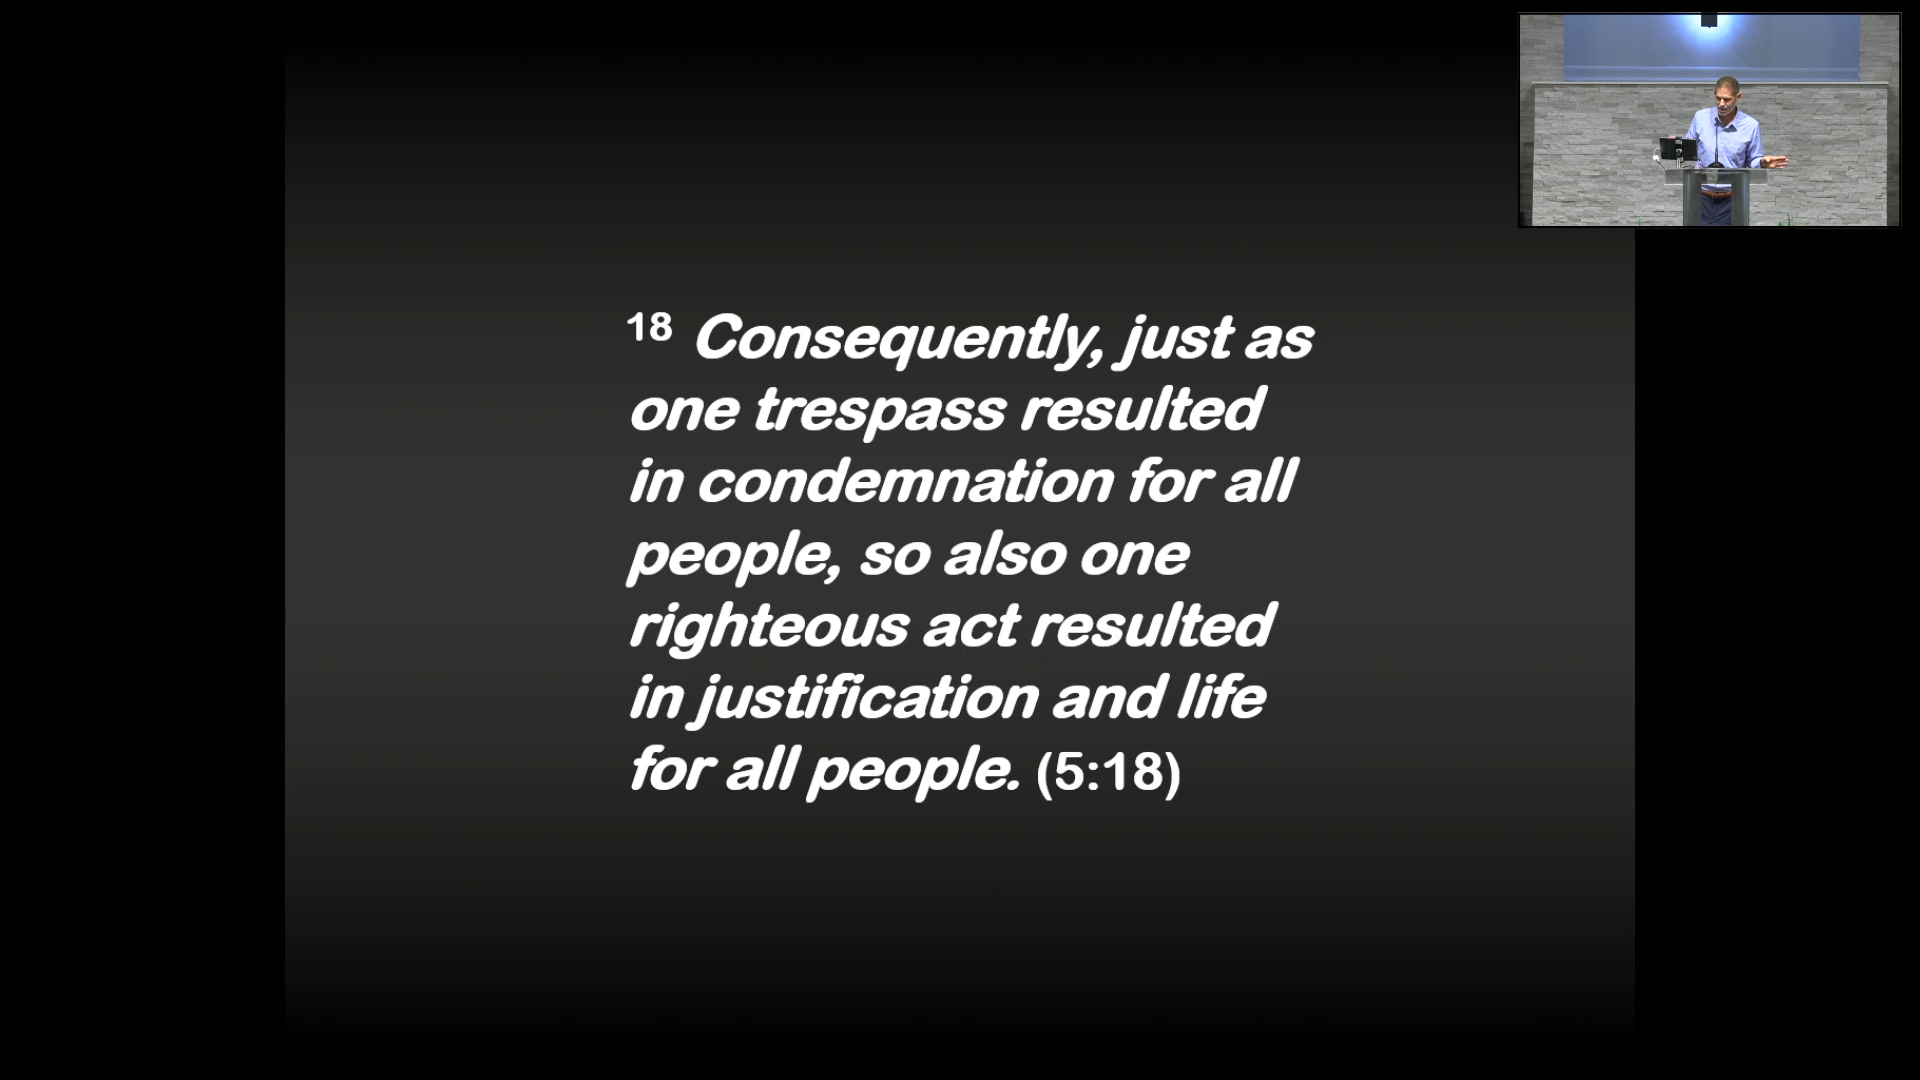 18 Consequently, just as
one trespass resulted
in condemnation for all
people, so also one
righteous act resulted
in justification and life
for all people. (5:18)